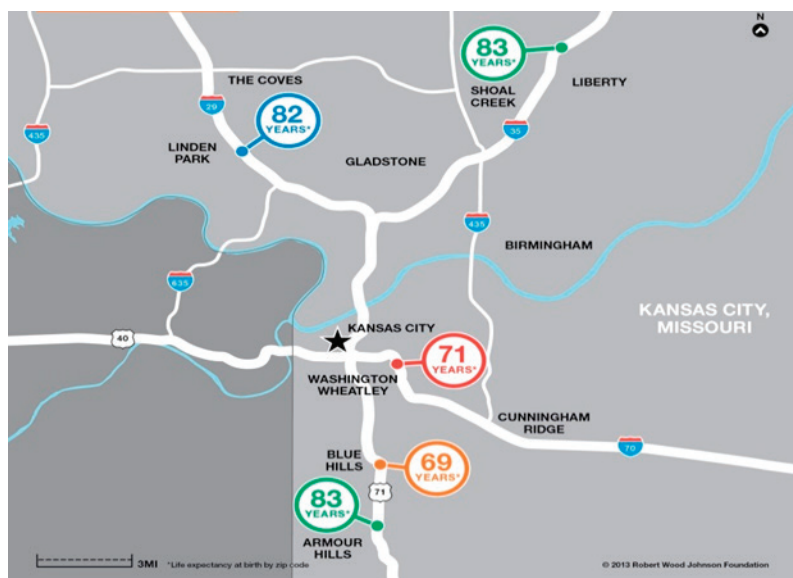 N
83
YEARS*
SHOAL
CREEK
LIBERTY
THE COVES
29
435
82
YEARS*
LINDEN
PARK
35
GLADSTONE
435
BIRMINGHAM
635
KANSAS CITY,
MISSOURI
40
KANSAS CITY
71
YEARS*
WASHINGTON
WHEATLEY
CUNNINGHAM
RIDGE
70
BLUE
HILLS
69
YEARS*
71
83
YEARS*
ARMOUR
HILLS
3MI
*Life expectancy at birth by zip code
© 2013 Robert Wood Johnson Foundation